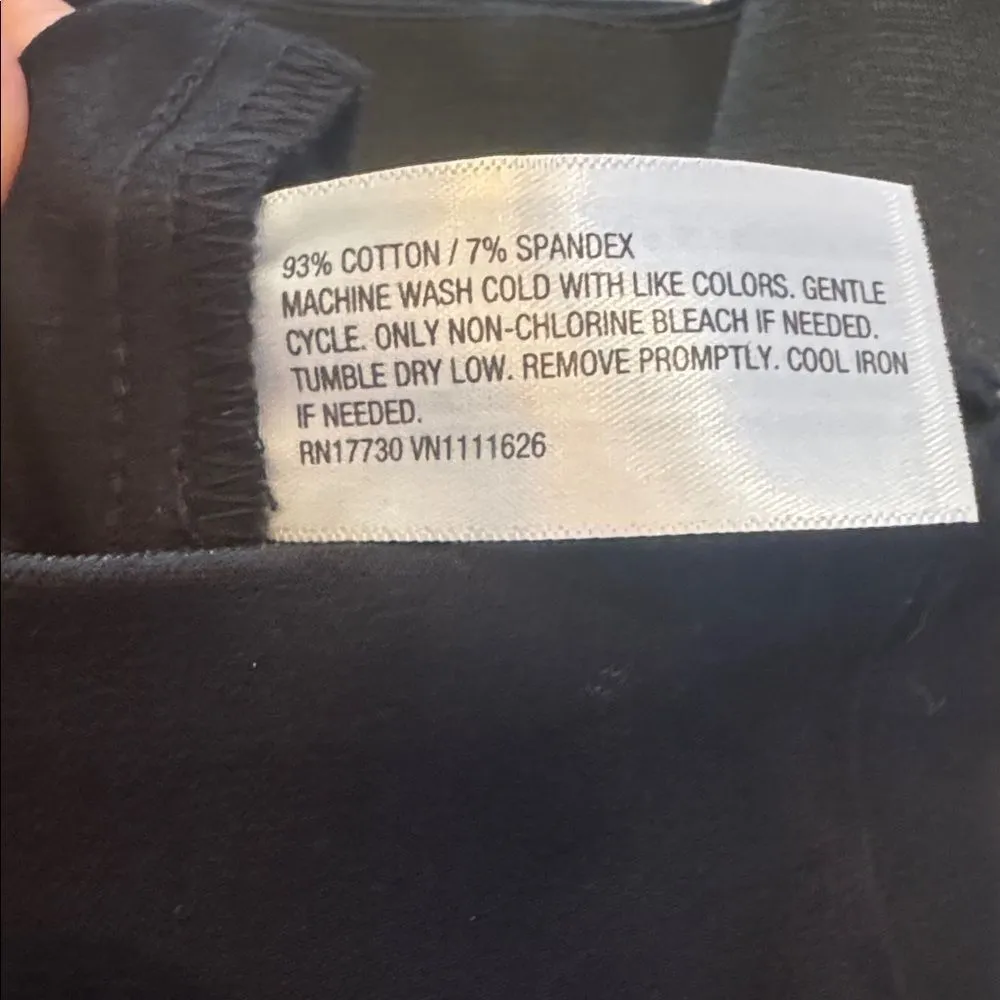 93% COTTON / 7% SPANDEX
MACHINE WASH COLD WITH LIKE COLORS. GENTLE
CYCLE. ONLY NON-CHLORINE BLEACH IF NEEDED.
TUMBLE DRY LOW. REMOVE PROMPTLY. COOL IRON
IF NEEDED.
RN17730 VN1111626